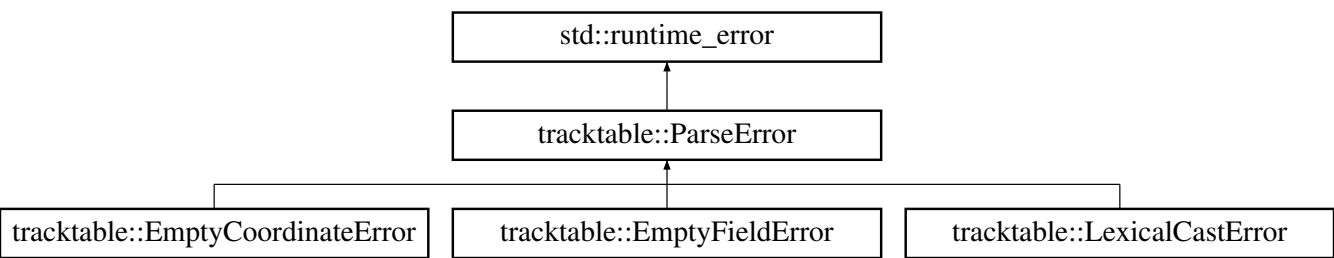 std::runtime_error
tracktable::ParseError
tracktable::EmptyCoordinateError
tracktable::EmptyFieldError
tracktable::LexicalCastError